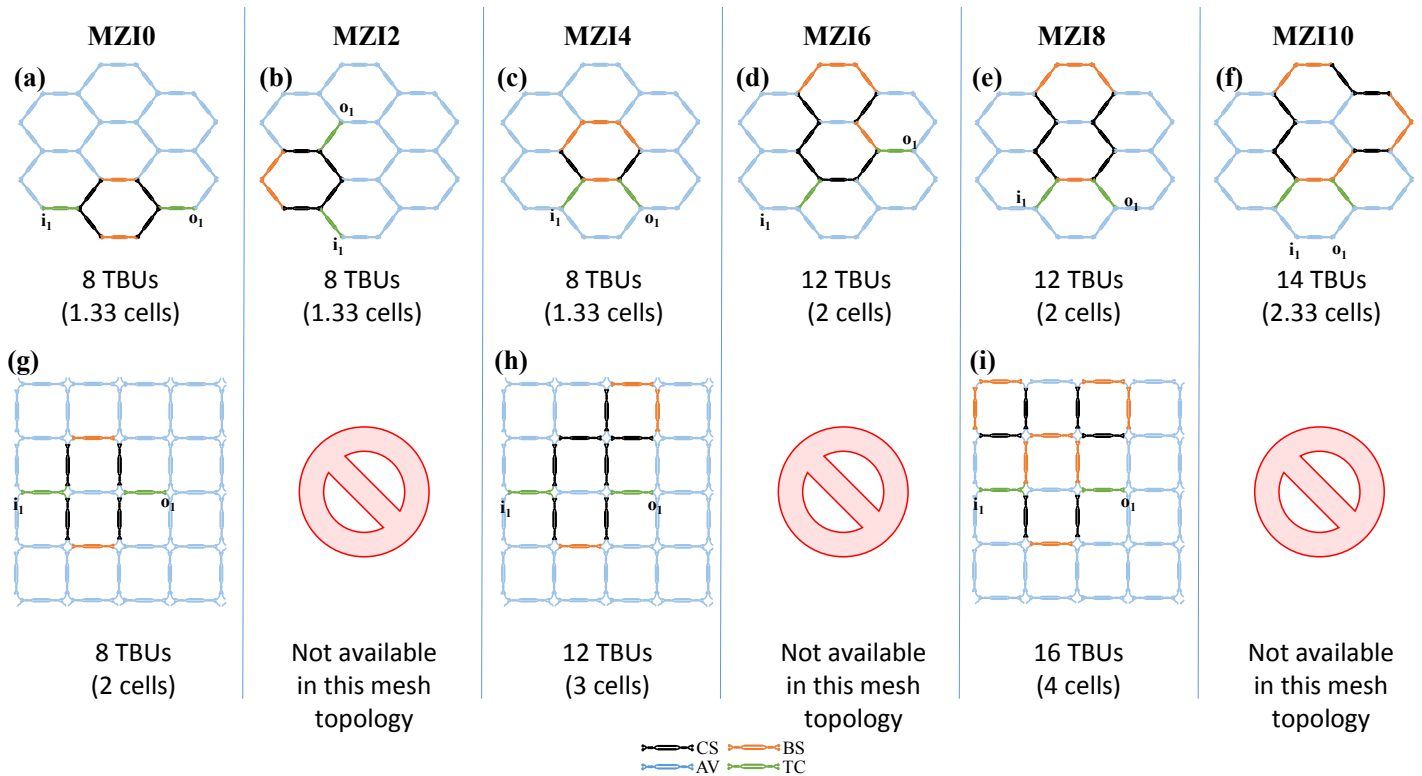 MZI0 MZI2 MZI4 MZI6 MZI8 MZI10
(a) (b) (c) (d) (e) (f)
i₁ o₁
o₁
i₁
i₁ o₁
o₁
i₁
i₁ o₁
i₁ o₁
8 TBUs 8 TBUs 8 TBUs 12 TBUs 12 TBUs 14 TBUs
(1.33 cells) (1.33 cells) (1.33 cells) (2 cells) (2 cells) (2.33 cells)
(g) (h) (i)
i₁ o₁ i₁ o₁ i₁ o₁
8 TBUs Not available 12 TBUs Not available 16 TBUs Not available
(2 cells) in this mesh (3 cells) in this mesh (4 cells) in this mesh
topology topology topology
CS BS
AV TC